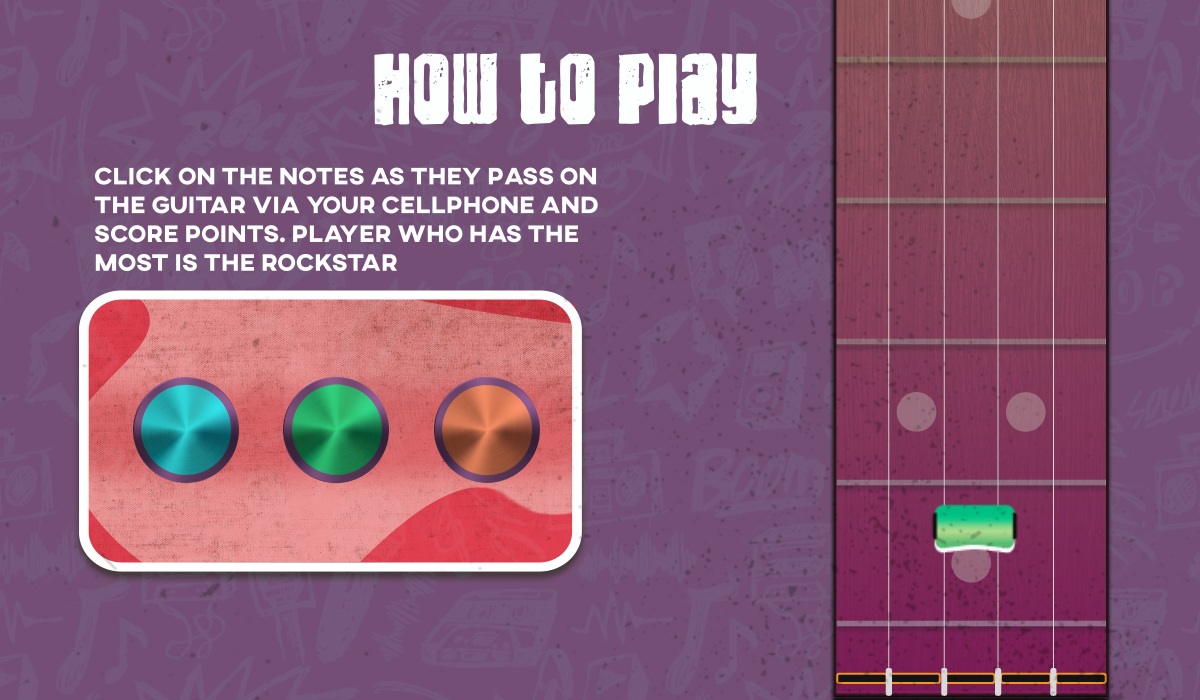 How to Play
CLICK ON THE NOTES AS THEY PASS ON
THE GUITAR VIA YOUR CELLPHONE AND
SCORE POINTS. PLAYER WHO HAS THE
MOST IS THE ROCKSTAR